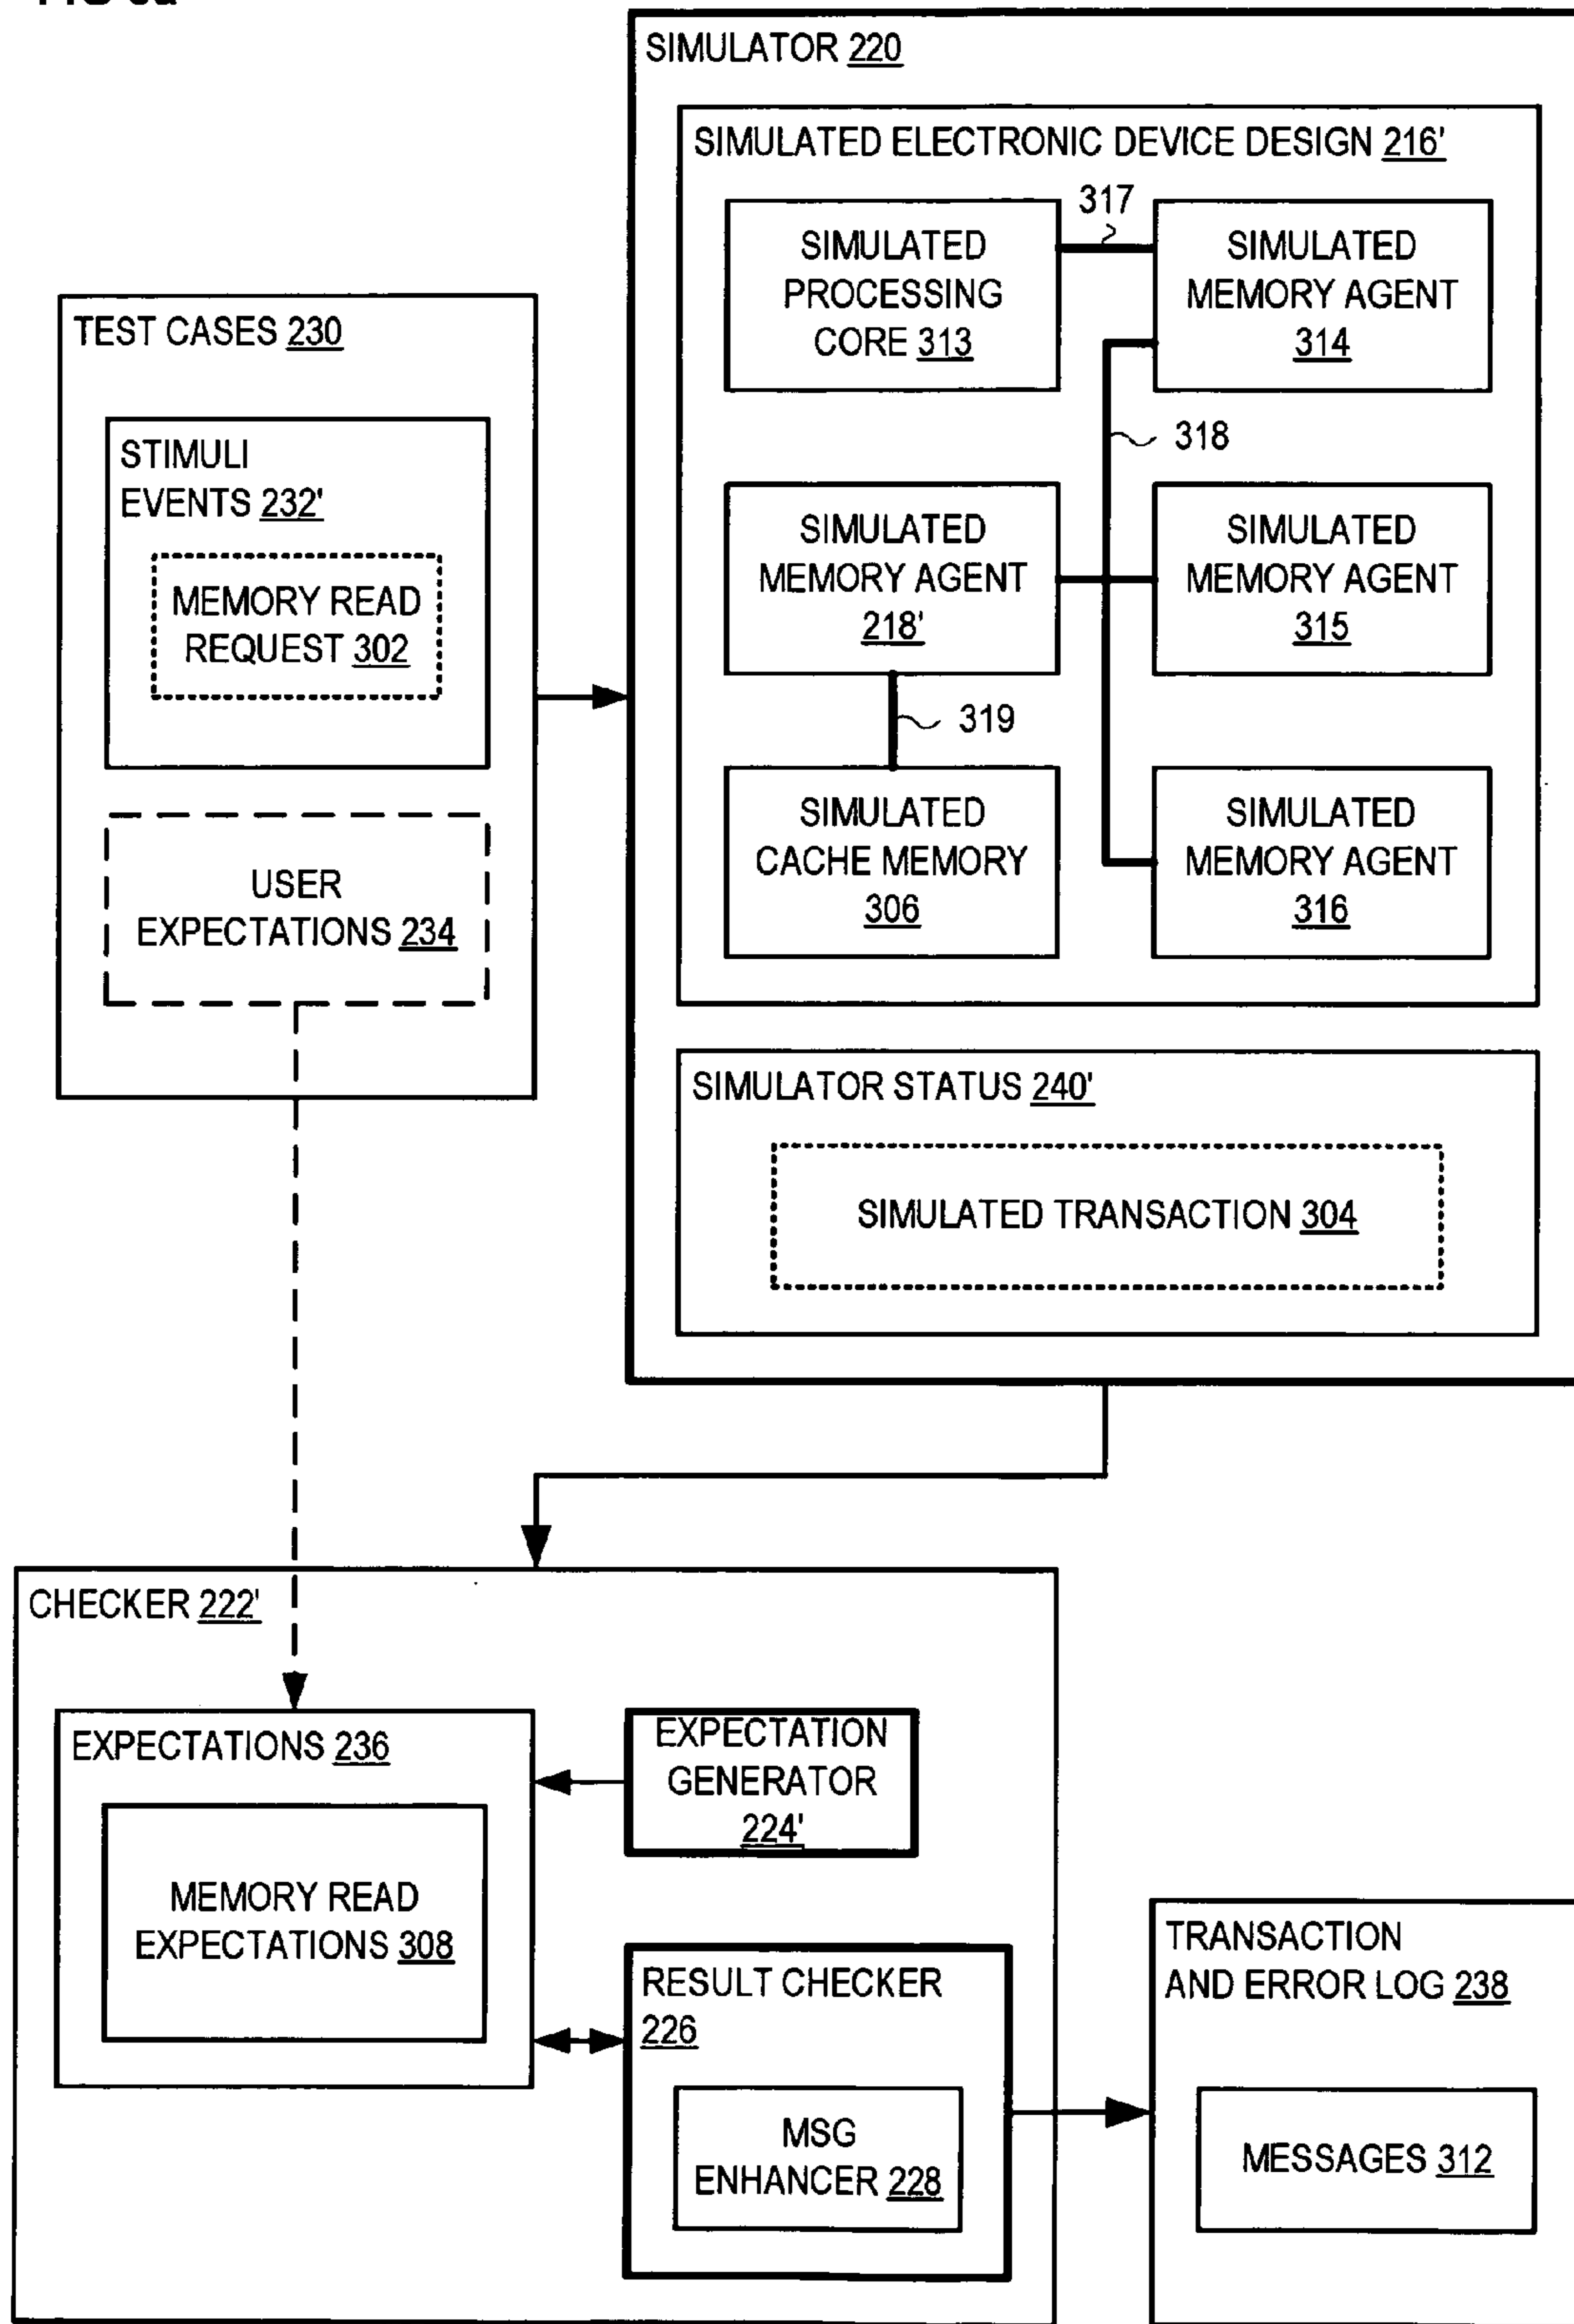 SIMULATOR 220
SIMULATED ELECTRONIC DEVICE DESIGN 216'
317
SIMULATED
PROCESSING
CORE 313
SIMULATED
MEMORY AGENT
314
TEST CASES 230
STIMULI
EVENTS 232'
MEMORY READ
REQUEST 302
318
SIMULATED
MEMORY AGENT
218'
SIMULATED
MEMORY AGENT
315
319
SIMULATED
CACHE MEMORY
306
SIMULATED
MEMORY AGENT
316
USER
EXPECTATIONS 234
SIMULATOR STATUS 240'
SIMULATED TRANSACTION 304
CHECKER 222'
EXPECTATIONS 236
EXPECTATION
GENERATOR
224'
MEMORY READ
EXPECTATIONS 308
RESULT CHECKER
226
MSG
ENHANCER 228
TRANSACTION
AND ERROR LOG 238
MESSAGES 312